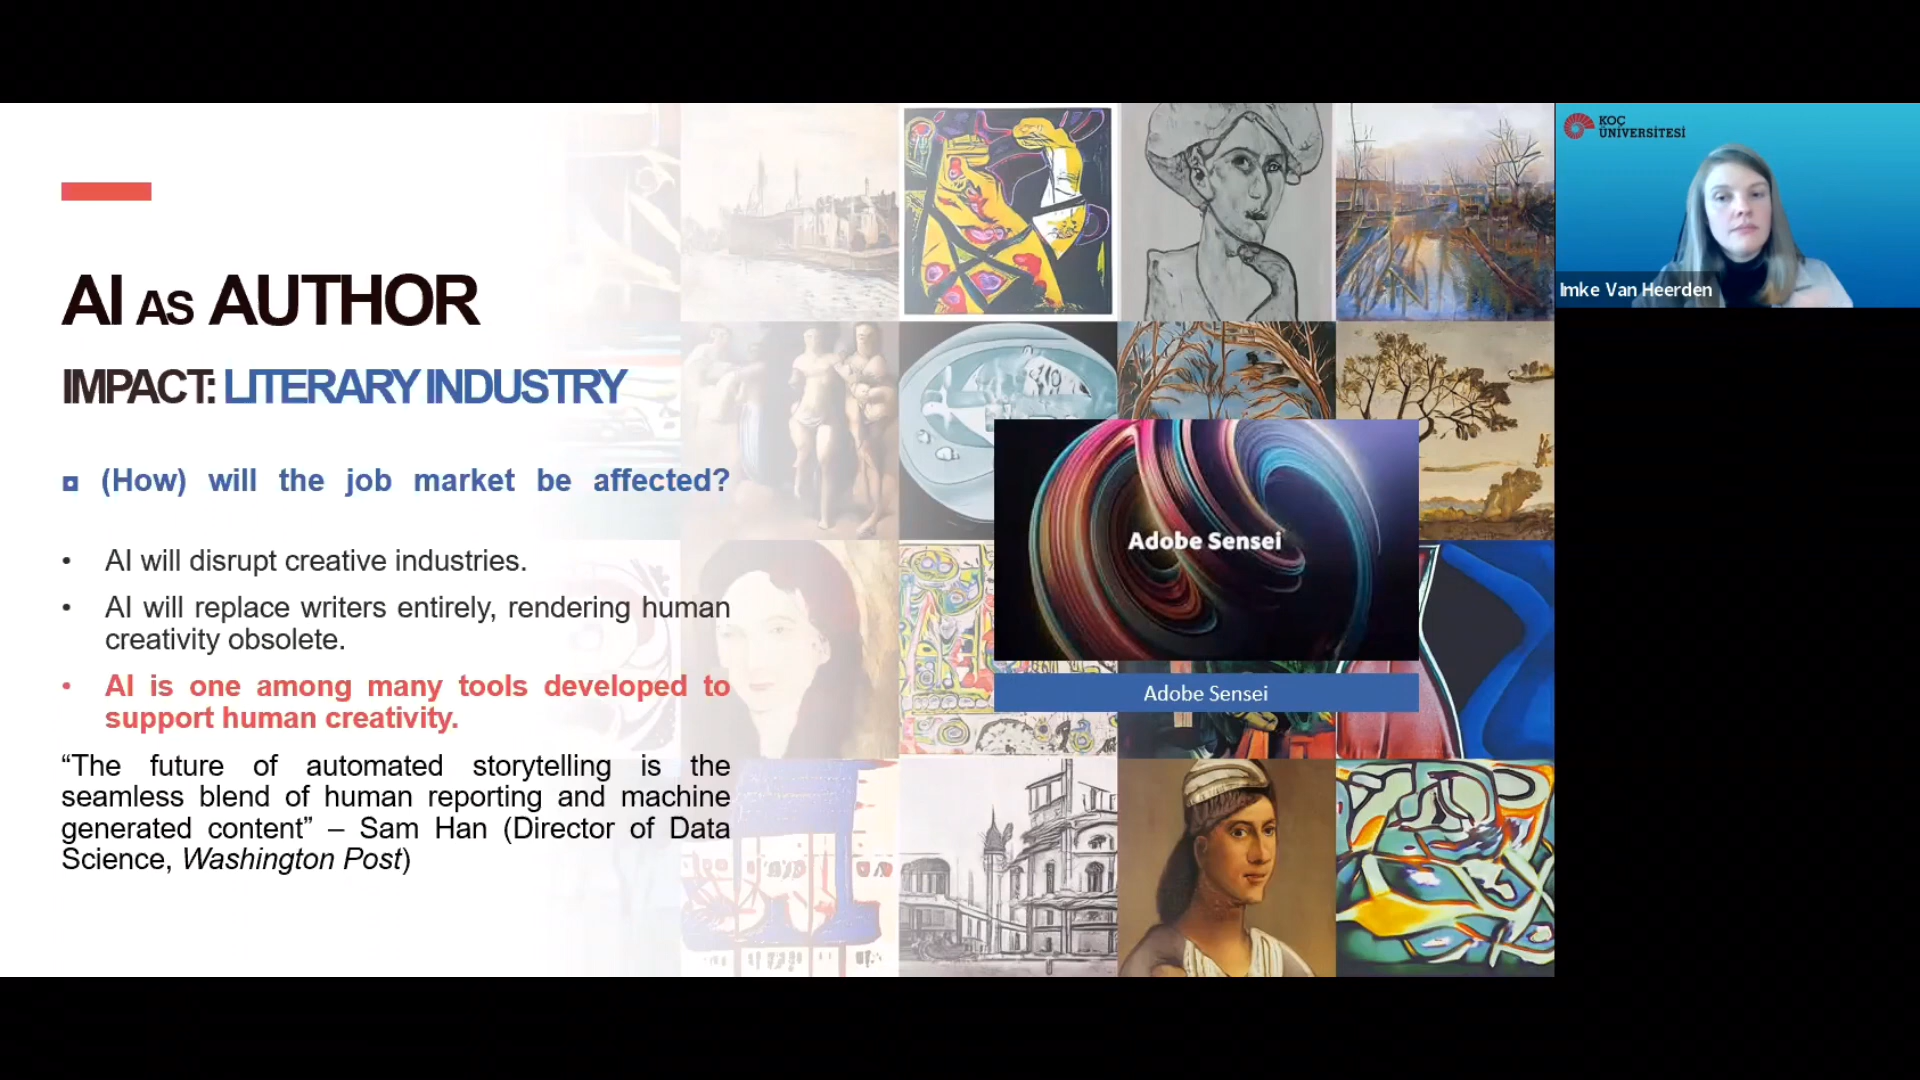 AI AS AUTHOR
IMPACT: LITERARY INDUSTRY
(How) will the job market be affected?
• AI will disrupt creative industries.
• AI will replace writers entirely, rendering human
creativity obsolete.
• AI is one among many tools developed to
support human creativity.
“The future of automated storytelling is the
seamless blend of human reporting and machine
generated content” – Sam Han (Director of Data
Science, Washington Post)
Adobe Sensei
Adobe Sensei
KOÇ
ÜNİVERSİTESİ
Imke Van Heerden